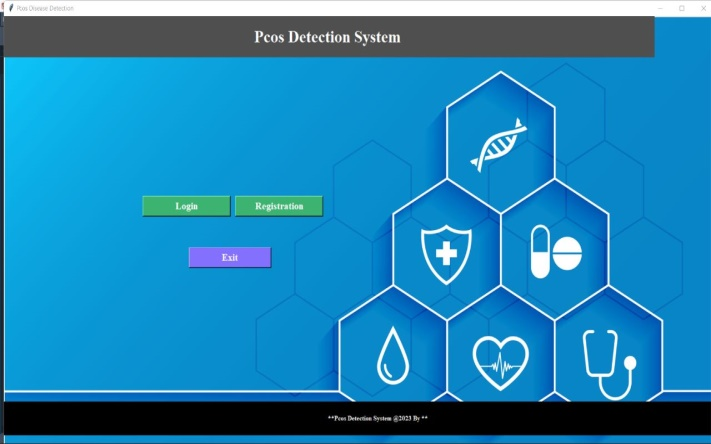 Pcos Disease Detection
Pcos Detection System
Login Registration
Exit
**Pcos Detection System @2023 By **